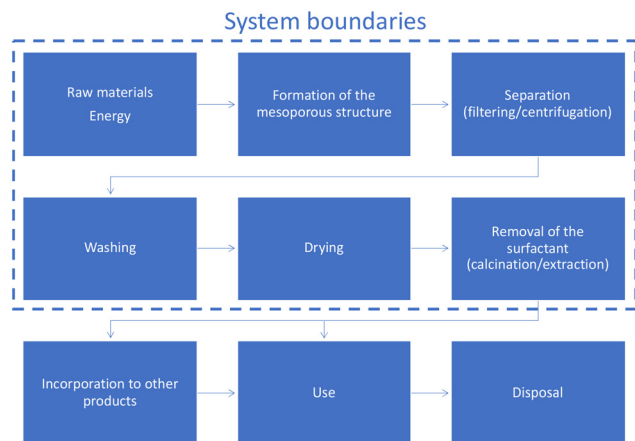 System boundaries
Raw materials
Energy
Formation of the
mesoporous structure
Separation
(filtering/centrifugation)
Washing
Drying
Removal of the
surfactant
(calcination/extraction)
Incorporation to other
products
Use
Disposal